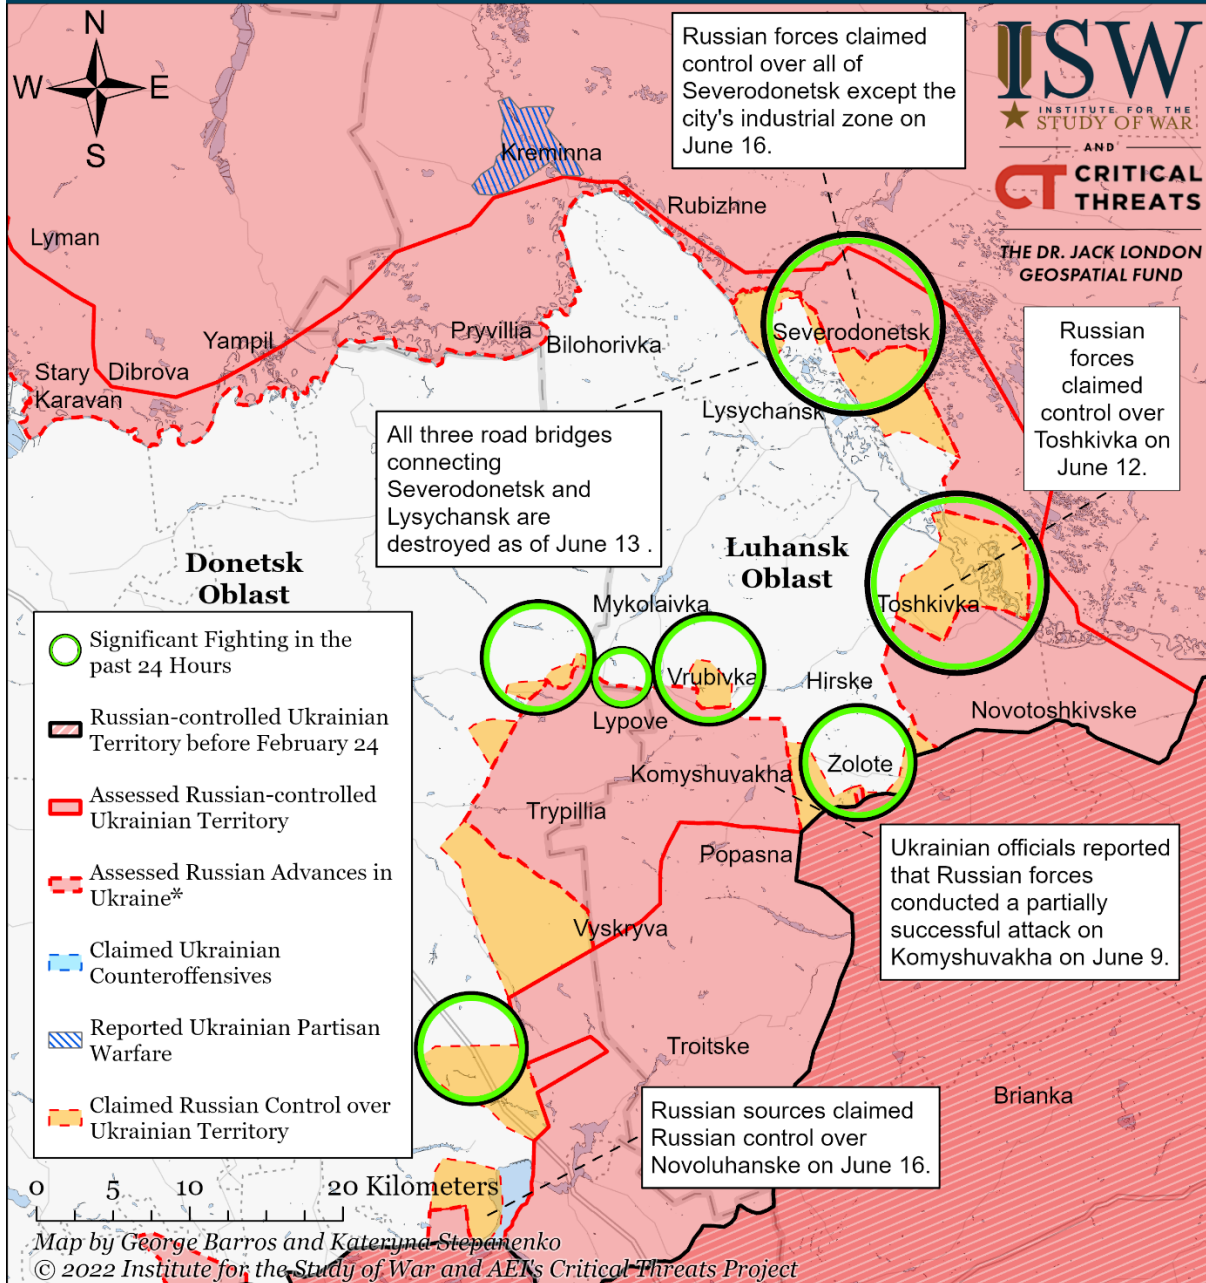 N
W E
S
Russian forces claimed
control over all of
Severodonetsk except the
city's industrial zone on
June 16.
ISW
INSTITUTE FOR THE
STUDY OF WAR
AND
CT CRITICAL
THREATS
THE DR. JACK LONDON
GEOSPATIAL FUND
Kreminna
Rubizhne
Lyman
Severodonetsk
Yampil
Pryvillia
Bilohorivka
Stary
Karavan
Dibrova
Lysychansk
Russian
forces
claimed
control over
Toshkivka on
June 12.
All three road bridges
connecting
Severodonetsk and
Lysychansk are
destroyed as of June 13 .
Donetsk
Oblast
Luhansk
Oblast
Mykolaivka
Toshkivka
Vrubivka
Hirske
Lypove
Novotoshkivske
Komyshuvakha
Zolote
Trypillia
Popasna
Vyskryva
Troitske
Brianka
Significant Fighting in the
past 24 Hours
Russian-controlled Ukrainian
Territory before February 24
Assessed Russian-controlled
Ukrainian Territory
Assessed Russian Advances in
Ukraine*
Claimed Ukrainian
Counteroffensives
Reported Ukrainian Partisan
Warfare
Claimed Russian Control over
Ukrainian Territory
Ukrainian officials reported
that Russian forces
conducted a partially
successful attack on
Komyshuvakha on June 9.
Russian sources claimed
Russian control over
Novoluhanske on June 16.
0 5 10 20 Kilometers
Map by George Barros and Kateryna Stepanenko
© 2022 Institute for the Study of War and AEI's Critical Threats Project